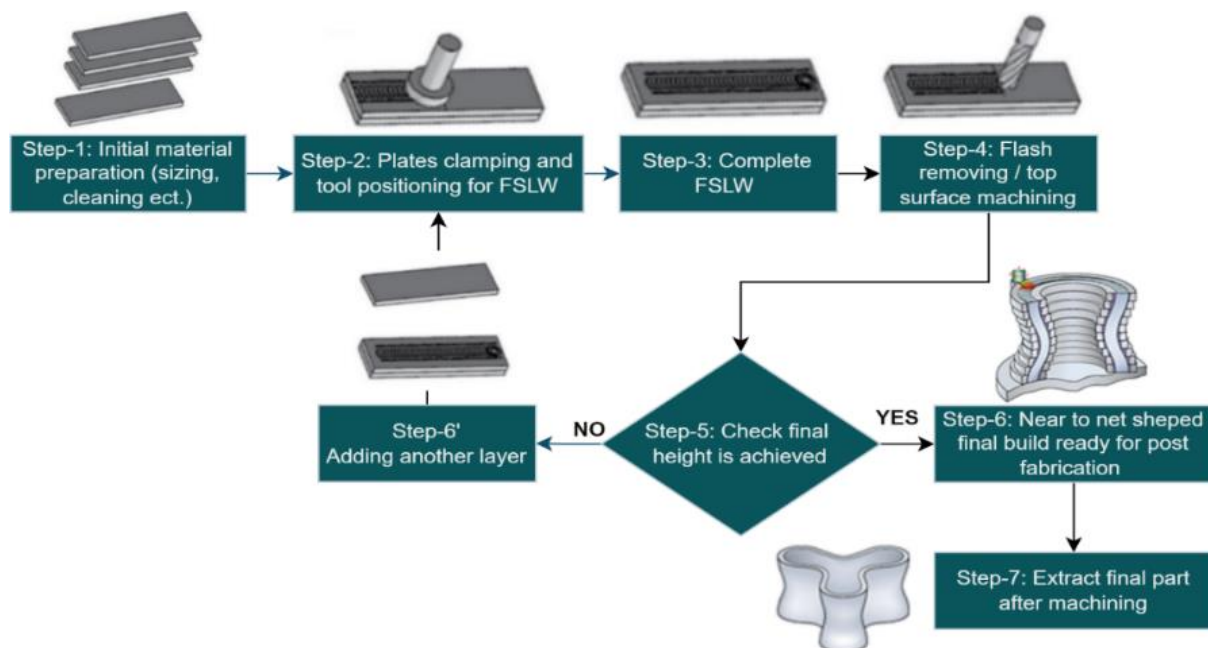 Step-1: Initial material
preparation (sizing,
cleaning ect.)
Step-2: Plates clamping and
tool positioning for FSLW
Step-3: Complete
FSLW
Step-4: Flash
removing / top
surface machining
Step-6'
Adding another layer
NO
Step-5: Check final
height is achieved
YES
Step-6: Near to net sheped
final build ready for post
fabrication
Step-7: Extract final part
after machining